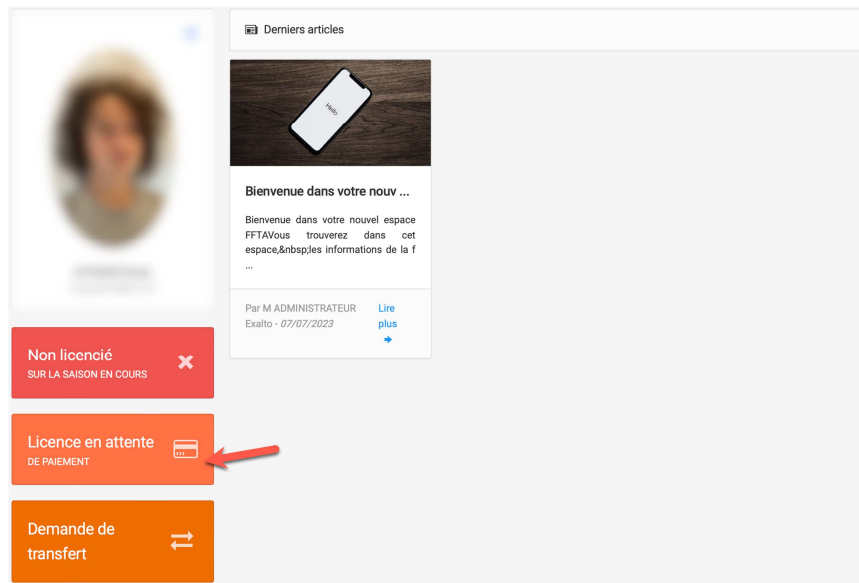 Derniers articles
Hello
Bienvenue dans votre nouv ...
Bienvenue dans votre nouvel espace
FFTAVous trouverez dans cet
espace,&nbsp;les informations de la f
...
Par M ADMINISTRATEUR
Exalto - 07/07/2023
Lire
plus
Non licencié
SUR LA SAISON EN COURS
Licence en attente
DE PAIEMENT
Demande de
transfert